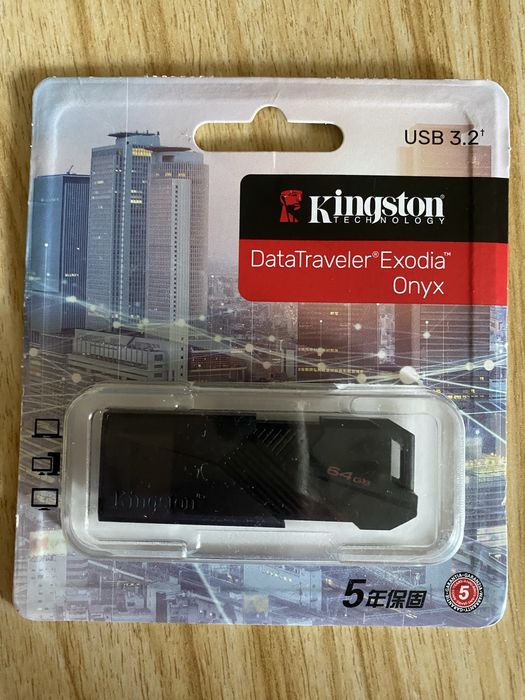 USB 3.2†
Kingston
TECHNOLOGY
DataTraveler® Exodia™
Onyx
64GB
Kingston
5年保固
5